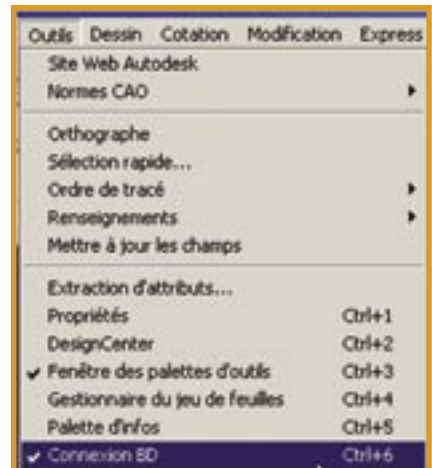 Outils Dessin Cotation Modification Express
Site Web Autodesk
Normes CAO
Orthographe
Sélection rapide...
Ordre de tracé
Renseignements
Mettre à jour les champs
Extraction d'attributs...
Propriétés Ctrl+1
DesignCenter Ctrl+2
Fenêtre des palettes d'outils Ctrl+3
Gestionnaire du jeu de feuilles Ctrl+4
Palette d'infos Ctrl+5
Connexion BD Ctrl+6